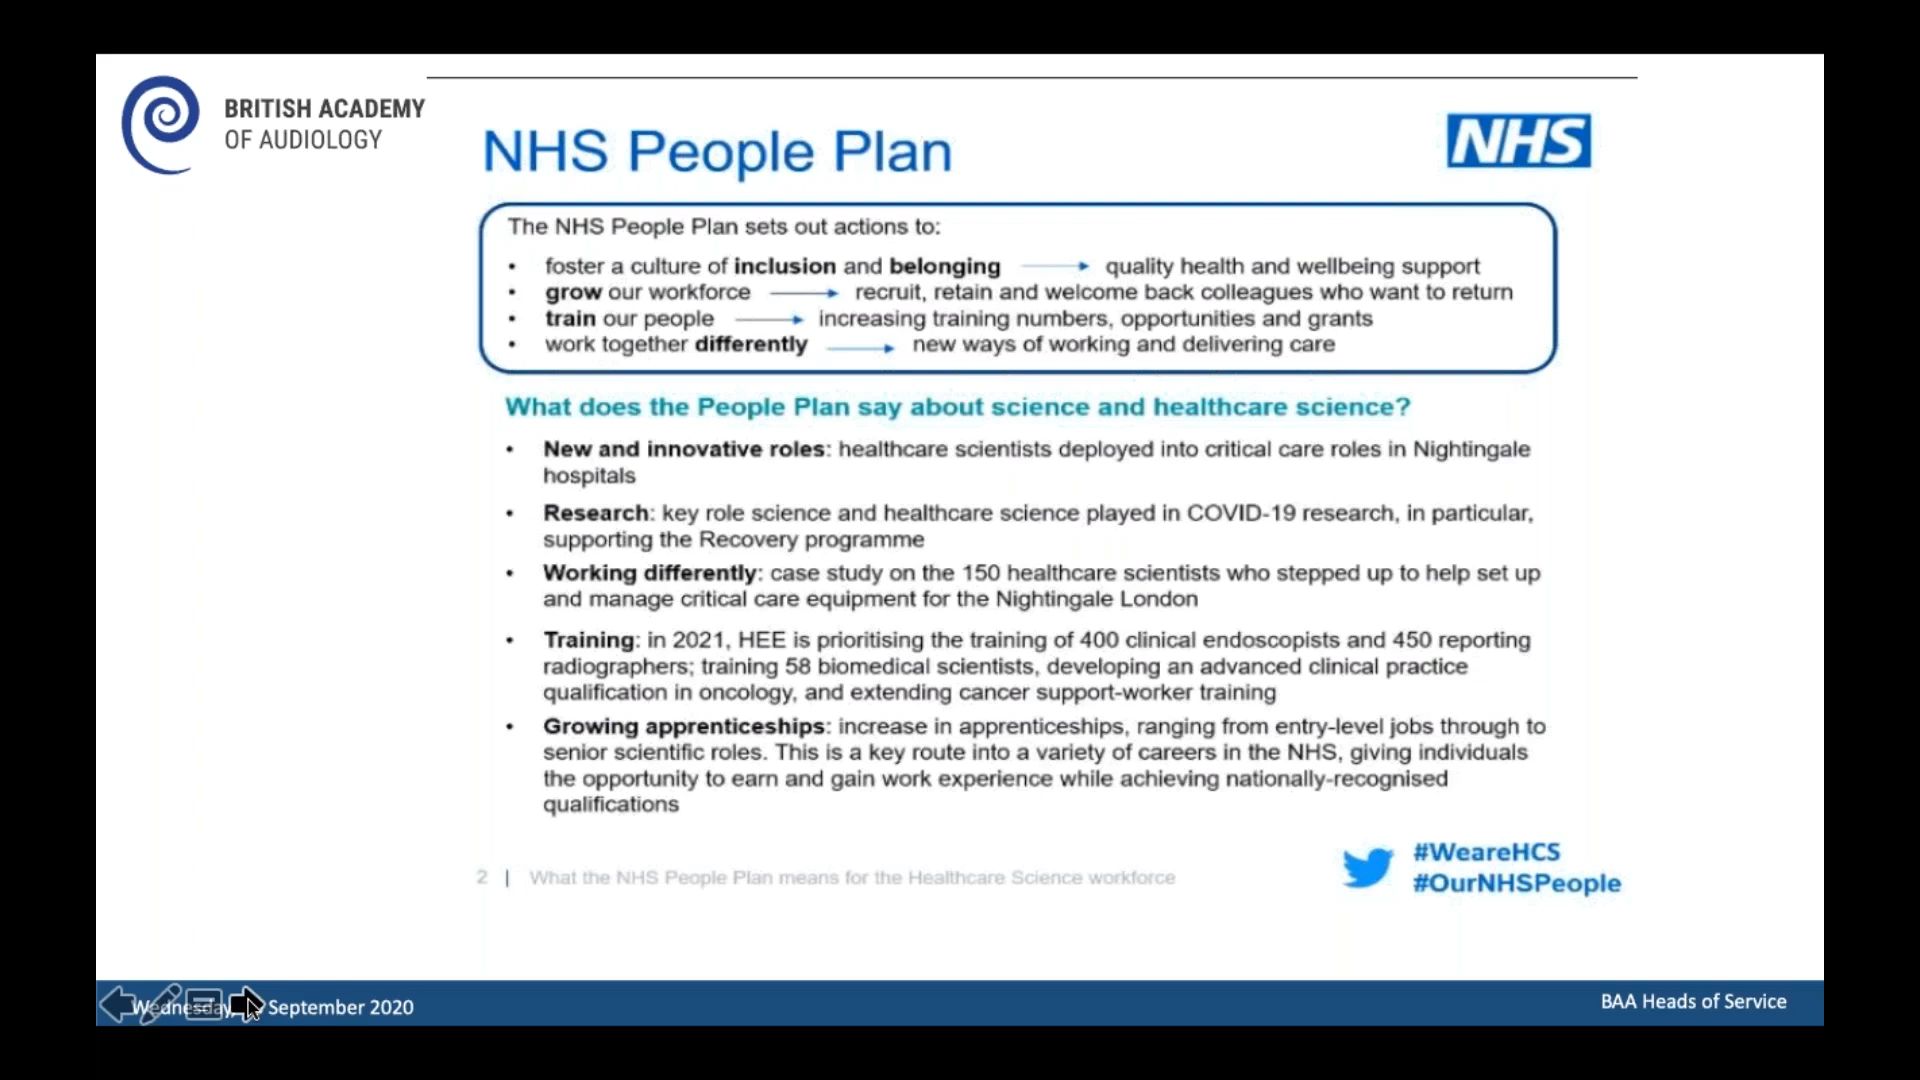 BRITISH ACADEMY
OF AUDIOLOGY
NHS People Plan
NHS
The NHS People Plan sets out actions to:
• foster a culture of inclusion and belonging → quality health and wellbeing support
• grow our workforce → recruit, retain and welcome back colleagues who want to return
• train our people → increasing training numbers, opportunities and grants
• work together differently → new ways of working and delivering care
What does the People Plan say about science and healthcare science?
• New and innovative roles: healthcare scientists deployed into critical care roles in Nightingale
hospitals
• Research: key role science and healthcare science played in COVID-19 research, in particular,
supporting the Recovery programme
• Working differently: case study on the 150 healthcare scientists who stepped up to help set up
and manage critical care equipment for the Nightingale London
• Training: in 2021, HEE is prioritising the training of 400 clinical endoscopists and 450 reporting
radiographers; training 58 biomedical scientists, developing an advanced clinical practice
qualification in oncology, and extending cancer support-worker training
• Growing apprenticeships: increase in apprenticeships, ranging from entry-level jobs through to
senior scientific roles. This is a key route into a variety of careers in the NHS, giving individuals
the opportunity to earn and gain work experience while achieving nationally-recognised
qualifications
#WeareHCS
#OurNHSPeople
2 | What the NHS People Plan means for the Healthcare Science workforce
Wednesday, September 2020
BAA Heads of Service